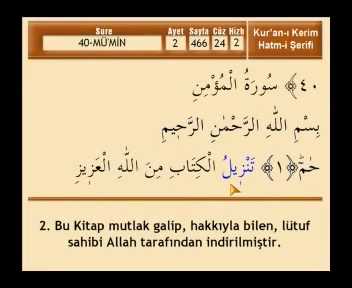 Sure Ayet Sayfa Cüz Hizb
40-MÜ'MİN 2 466 24 2
Kur'an-ı Kerim
Hatm-i Şerifi
﴿٤٠﴾ سُورَةُ الْمُؤْمِنِ
بِسْمِ اللهِ الرَّحْمٰنِ الرَّحٖيمِ
حٰمٓ ﴿١﴾ تَنْزٖيلُ الْكِتَابِ مِنَ اللهِ الْعَزٖيزِ
2. Bu Kitap mutlak galip, hakkıyla bilen, lütuf
sahibi Allah tarafından indirilmiştir.